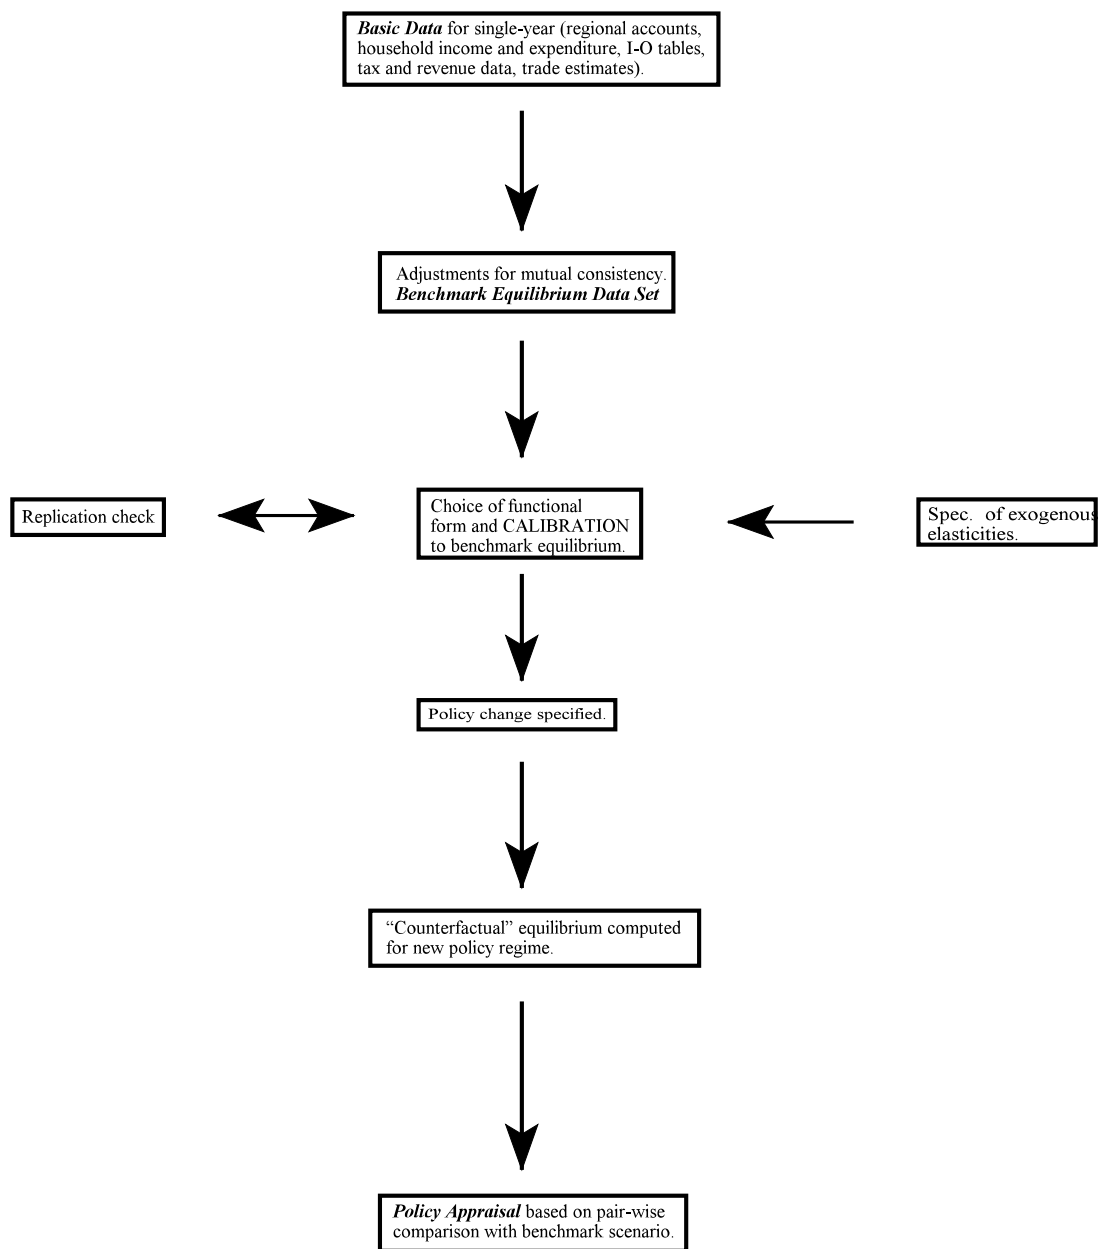 Basic Data for single-year (regional accounts,
household income and expenditure, I-O tables,
tax and revenue data, trade estimates).
Adjustments for mutual consistency.
Benchmark Equilibrium Data Set
Replication check
Choice of functional
form and CALIBRATION
to benchmark equilibrium.
Spec. of exogenous
elasticities.
Policy change specified.
“Counterfactual” equilibrium computed
for new policy regime.
Policy Appraisal based on pair-wise
comparison with benchmark scenario.